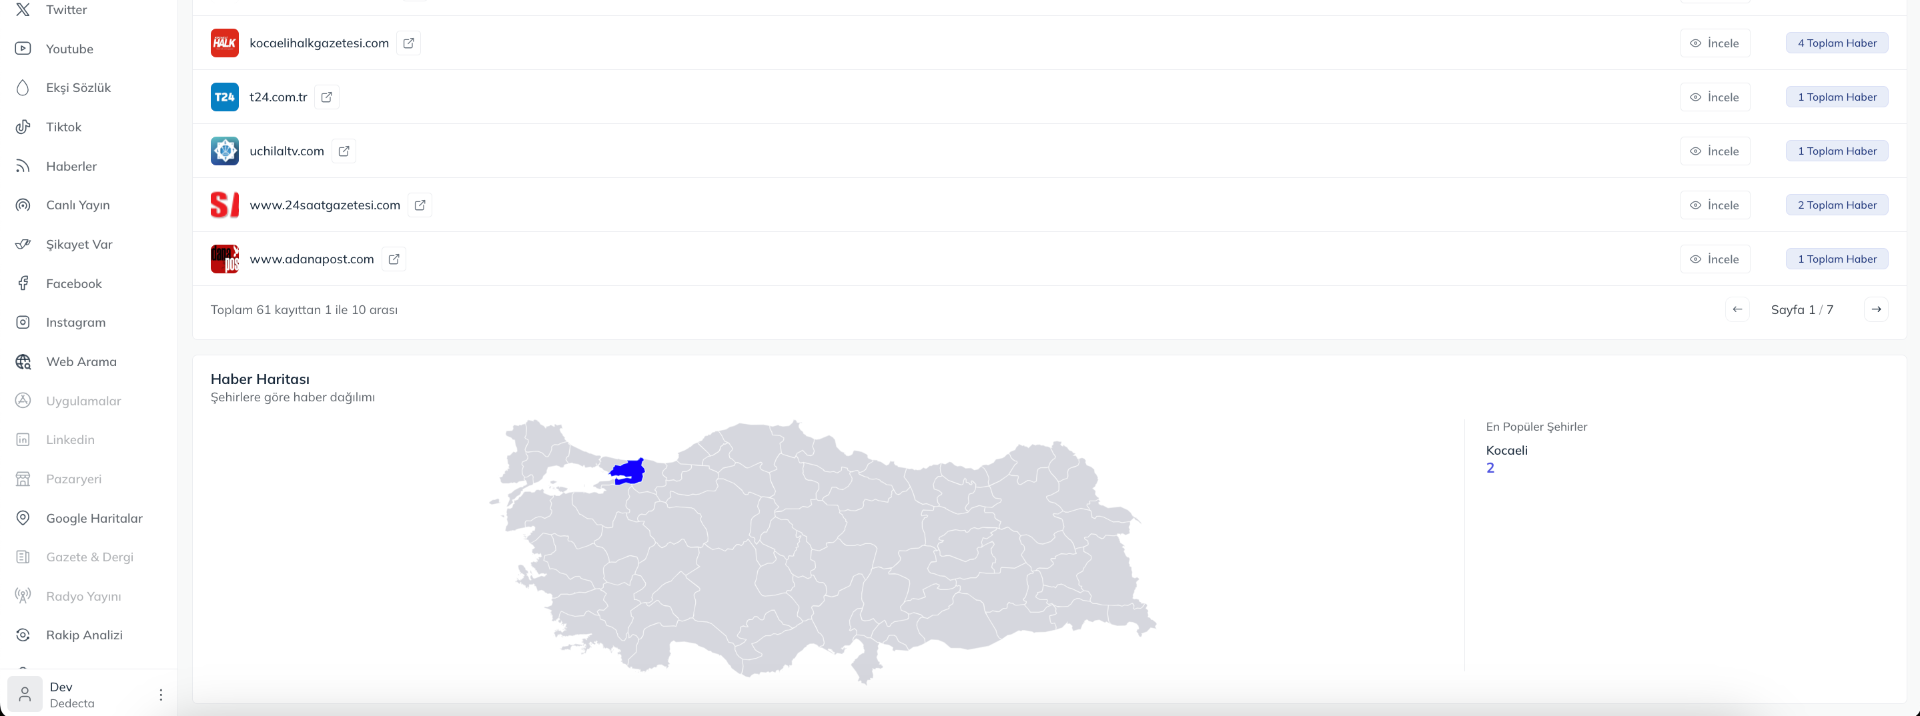 Twitter
Youtube
Ekşi Sözlük
Tiktok
Haberler
Canlı Yayın
Şikayet Var
Facebook
Instagram
Web Arama
Uygulamalar
Linkedin
Pazaryeri
Google Haritalar
Gazete & Dergi
Radyo Yayını
Rakip Analizi
Dev
Dedecta
HALK kocaelihalkgazetesi.com İncele 4 Toplam Haber
T24 t24.com.tr İncele 1 Toplam Haber
uchilaltv.com İncele 1 Toplam Haber
www.24saatgazetesi.com İncele 2 Toplam Haber
www.adanapost.com İncele 1 Toplam Haber
Toplam 61 kayıttan 1 ile 10 arası Sayfa 1 / 7
Haber Haritası
Şehirlere göre haber dağılımı
En Popüler Şehirler
Kocaeli
2